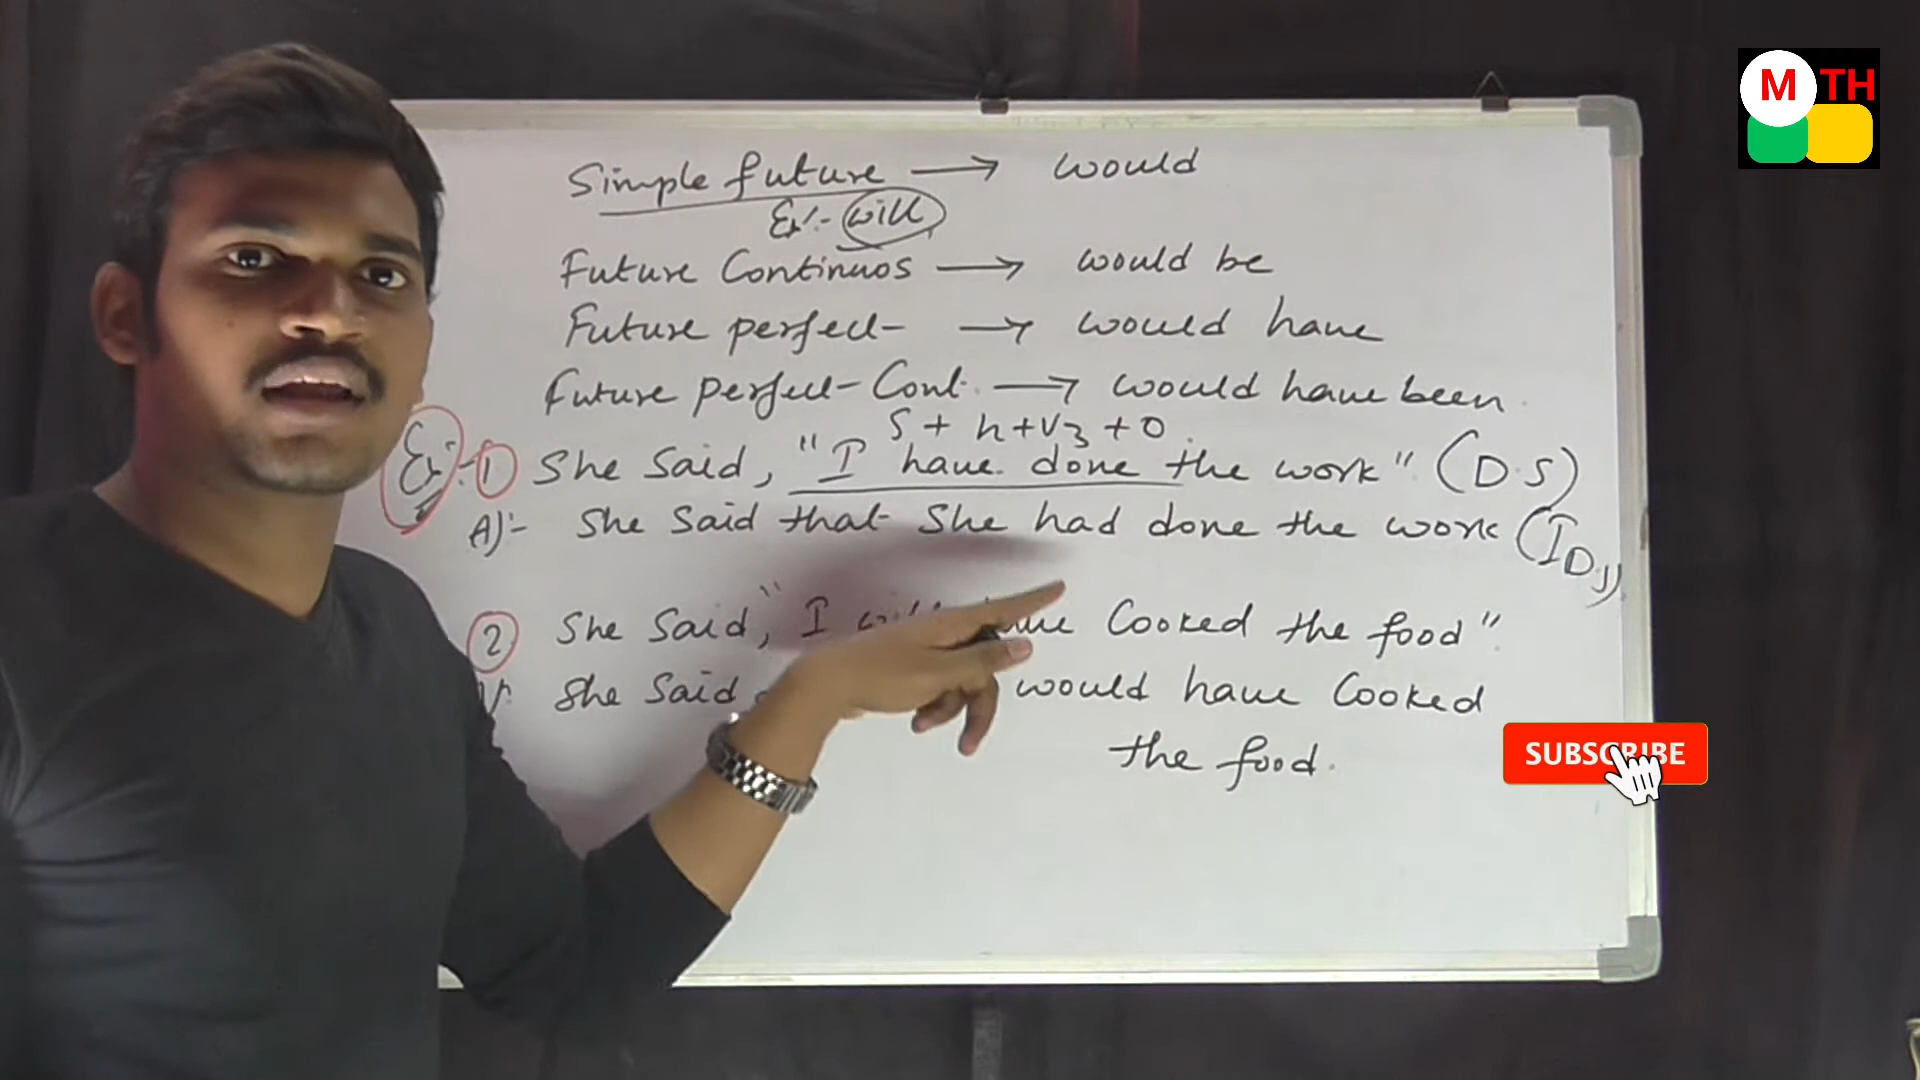 M TH
Simple future → would
Ex:- will
Future Continuos → would be
Future perfect → would have
Future perfect Cont. → would have been.
S + h + V3 + O
Ex:- 1 She said, "I have done the work" (D.S)
A):- She said that she had done the work (I D S)
2. She said," I have Cooked the food".
She said would have Cooked
the food.
SUBSCRIBE